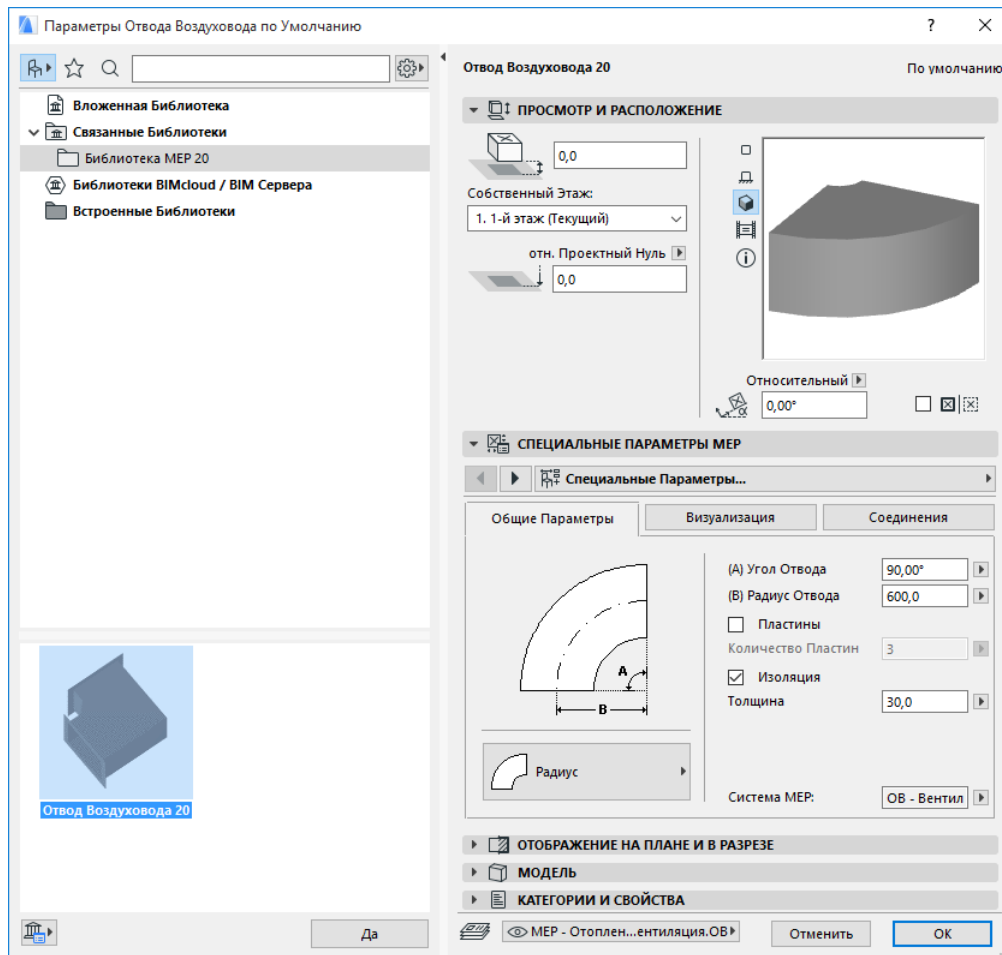 Параметры Отвода Воздуховода по Умолчанию
?
Вложенная Библиотека
Связанные Библиотеки
Библиотека MEP 20
Библиотеки BIMcloud / BIM Сервера
Встроенные Библиотеки
Отвод Воздуховода 20
Да
Отвод Воздуховода 20
По умолчанию
ПРОСМОТР И РАСПОЛОЖЕНИЕ
0,0
Собственный Этаж:
1. 1-й этаж (Текущий)
отн. Проектный Нуль
0,0
Относительный
α
0,00°
СПЕЦИАЛЬНЫЕ ПАРАМЕТРЫ MEP
Специальные Параметры...
Общие Параметры
Визуализация
Соединения
A
B
Радиус
(A) Угол Отвода
90,00°
(B) Радиус Отвода
600,0
Пластины
Количество Пластин
3
Изоляция
Толщина
30,0
Система MEP:
ОВ - Вентил
ОТОБРАЖЕНИЕ НА ПЛАНЕ И В РАЗРЕЗЕ
МОДЕЛЬ
КАТЕГОРИИ И СВОЙСТВА
MEP - Отоплен...ентиляция.ОВ
Отменить
ОК